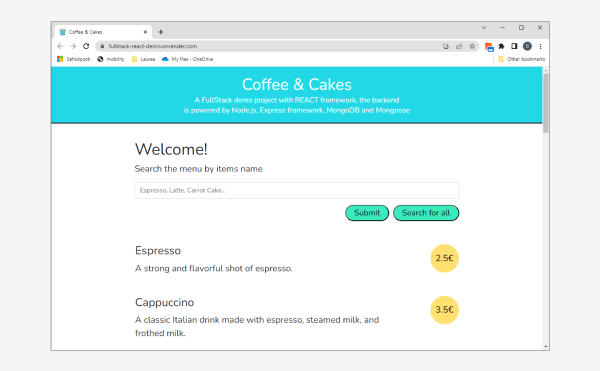 Coffee & Cakes
fullstack-react-demo.onrender.com
Sähköposti mobility Laurea My files - OneDrive Other bookmarks
Coffee & Cakes
A FullStack demo project with REACT framework, the backend
is powered by Node.js, Express framework, MongoDB and Mongoose
Welcome!
Search the menu by items name
Espresso, Latte, Carrot Cake...
Submit Search for all
Espresso
2.5€
A strong and flavorful shot of espresso.
Cappuccino
3.5€
A classic Italian drink made with espresso, steamed milk, and
frothed milk.